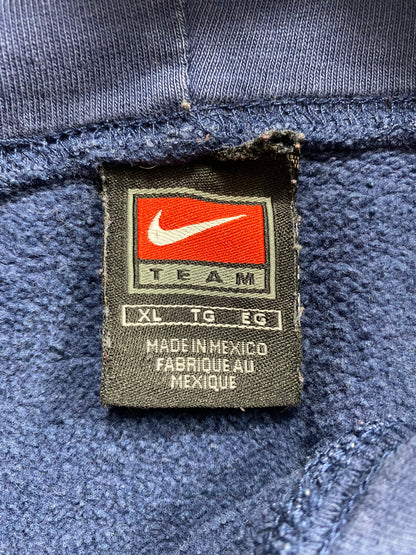 TEAM
XL TG EG
MADE IN MEXICO
FABRIQUE AU
MEXIQUE